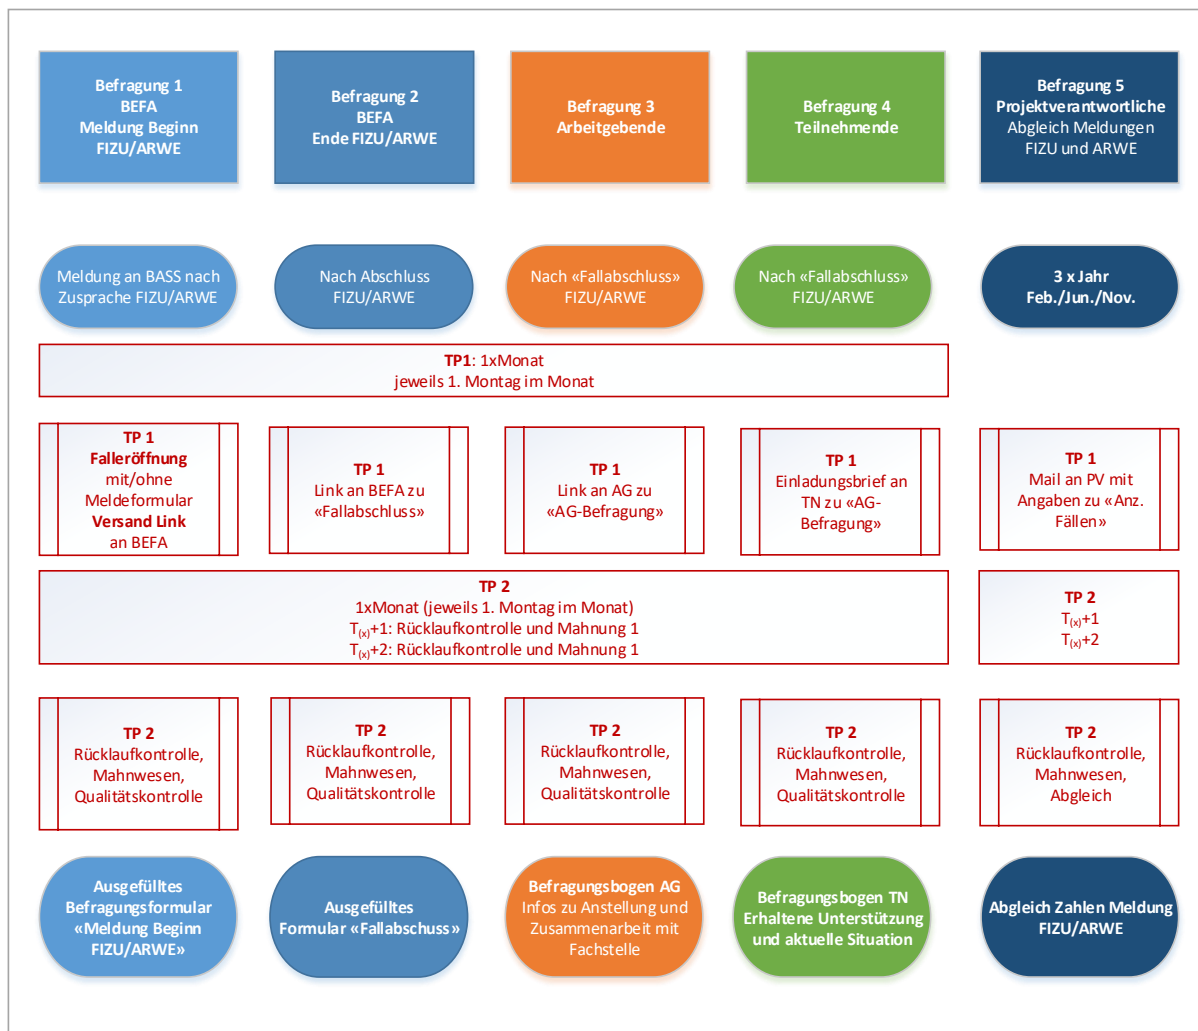 Befragung 1
BEFA
Meldung Beginn
FIZU/ARWE
Befragung 2
BEFA
Ende FIZU/ARWE
Befragung 3
Arbeitgebende
Befragung 4
Teilnehmende
Befragung 5
Projektverantwortliche
Abgleich Meldungen
FIZU und ARWE
Meldung an BASS nach
Zusprache FIZU/ARWE
Nach Abschluss
FIZU/ARWE
Nach «Fallabschluss»
FIZU/ARWE
Nach «Fallabschluss»
FIZU/ARWE
3 x Jahr
Feb./Jun./Nov.
TP1: 1xMonat
jeweils 1. Montag im Monat
TP 1
Falleröffnung
mit/ohne
Meldeformular
Versand Link
an BEFA
TP 1
Link an BEFA zu
«Fallabschluss»
TP 1
Link an AG zu
«AG-Befragung»
TP 1
Einladungsbrief an
TN zu «AG-
Befragung»
TP 1
Mail an PV mit
Angaben zu «Anz.
Fällen»
TP 2
1xMonat (jeweils 1. Montag im Monat)
T(x)+1: Rücklaufkontrolle und Mahnung 1
T(x)+2: Rücklaufkontrolle und Mahnung 1
TP 2
T(x)+1
T(x)+2
TP 2
Rücklaufkontrolle,
Mahnwesen,
Qualitätskontrolle
TP 2
Rücklaufkontrolle,
Mahnwesen,
Qualitätskontrolle
TP 2
Rücklaufkontrolle,
Mahnwesen,
Qualitätskontrolle
TP 2
Rücklaufkontrolle,
Mahnwesen,
Qualitätskontrolle
TP 2
Rücklaufkontrolle,
Mahnwesen,
Abgleich
Ausgefülltes
Befragungsformular
«Meldung Beginn
FIZU/ARWE»
Ausgefülltes
Formular «Fallabschuss»
Befragungsbogen AG
Infos zu Anstellung und
Zusammenarbeit mit
Fachstelle
Befragungsbogen TN
Erhaltene Unterstützung
und aktuelle Situation
Abgleich Zahlen Meldung
FIZU/ARWE